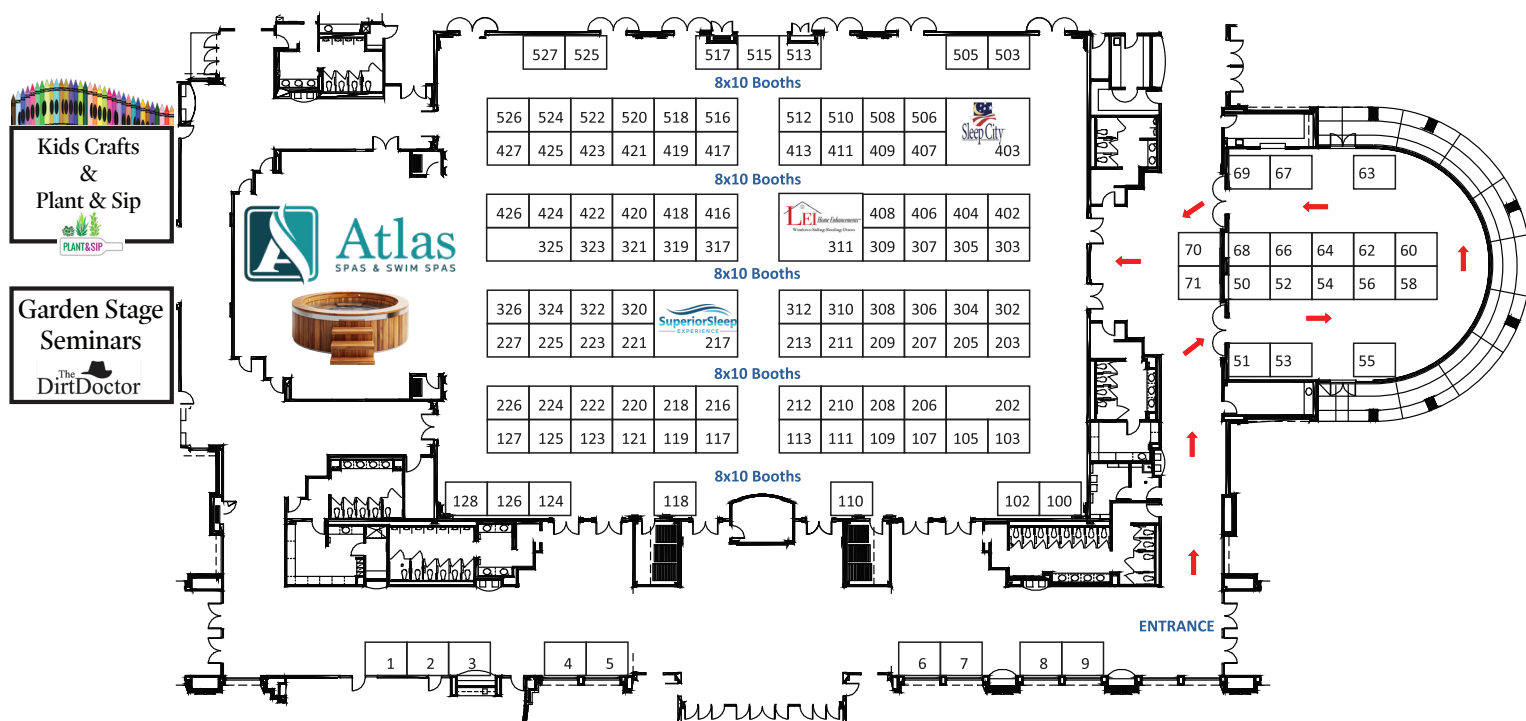 527 525 517 515 513 505 503
8x10 Booths
526 524 522 520 518 516 512 510 508 506 Sleep City
427 425 423 421 419 417 413 411 409 407 403
8x10 Booths
426 424 422 420 418 416 LEI Home Enhancements 408 406 404 402
Windows Siding Roofing Doors
325 323 321 319 317 311 309 307 305 303
8x10 Booths
326 324 322 320 SuperiorSleep 312 310 308 306 304 302
EXPERIENCE
227 225 223 221 217 213 211 209 207 205 203
8x10 Booths
226 224 222 220 218 216 212 210 208 206 202
127 125 123 121 119 117 113 111 109 107 105 103
8x10 Booths
128 126 124 118 110 102 100
Kids Crafts
&
Plant & Sip
PLANT&SIP
Garden Stage
Seminars
The
DirtDoctor
Atlas
SPAS & SWIM SPAS
69 67 63
70 68 66 64 62 60
71 50 52 54 56 58
51 53 55
ENTRANCE
1 2 3 4 5 6 7 8 9